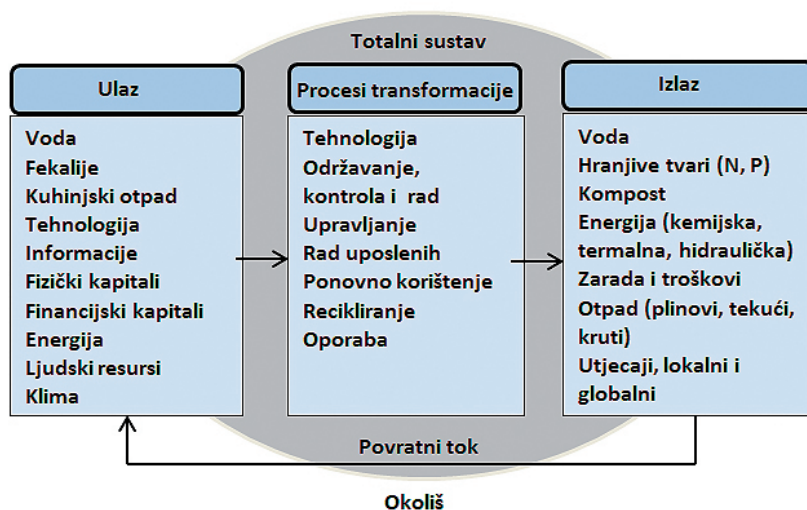 Totalni sustav
Ulaz
Voda
Fekalije
Kuhinjski otpad
Tehnologija
Informacije
Fizički kapitali
Financijski kapitali
Energija
Ljudski resursi
Klima
Procesi transformacije
Tehnologija
Održavanje,
kontrola i rad
Upravljanje
Rad uposlenih
Ponovno korištenje
Recikliranje
Oporaba
Izlaz
Voda
Hranjive tvari (N, P)
Kompost
Energija (kemijska,
termalna, hidraulička)
Zarada i troškovi
Otpad (plinovi, tekući,
kruti)
Utjecaji, lokalni i
globalni
Povratni tok
Okoliš